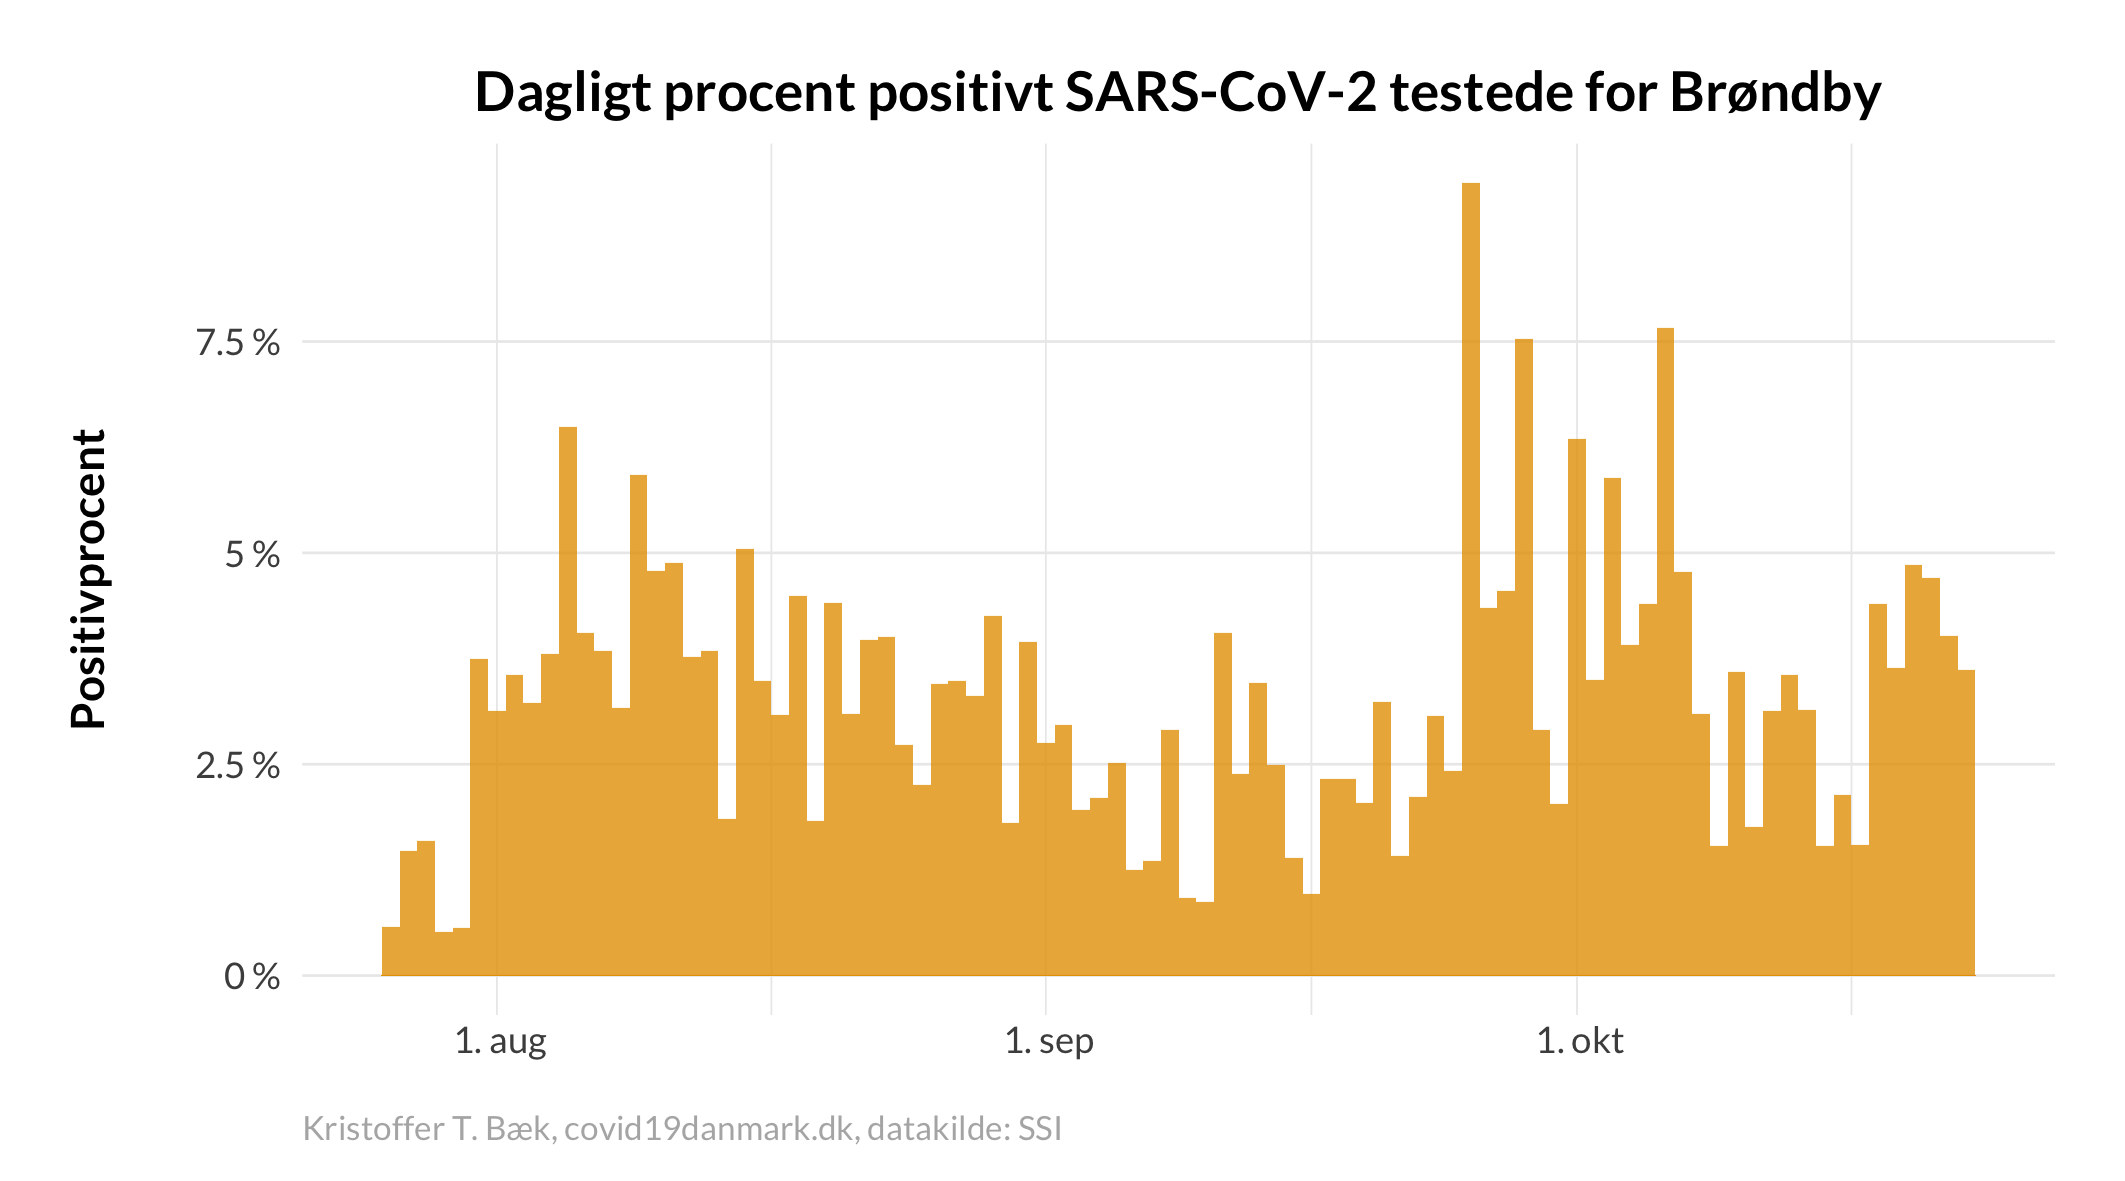 Dagligt procent positivt SARS-CoV-2 testede for Brøndby
Positivprocent
7.5 %
5 %
2.5 %
0 %
1. aug
1. sep
1. okt
Kristoffer T. Bæk, covid19danmark.dk, datakilde: SSI